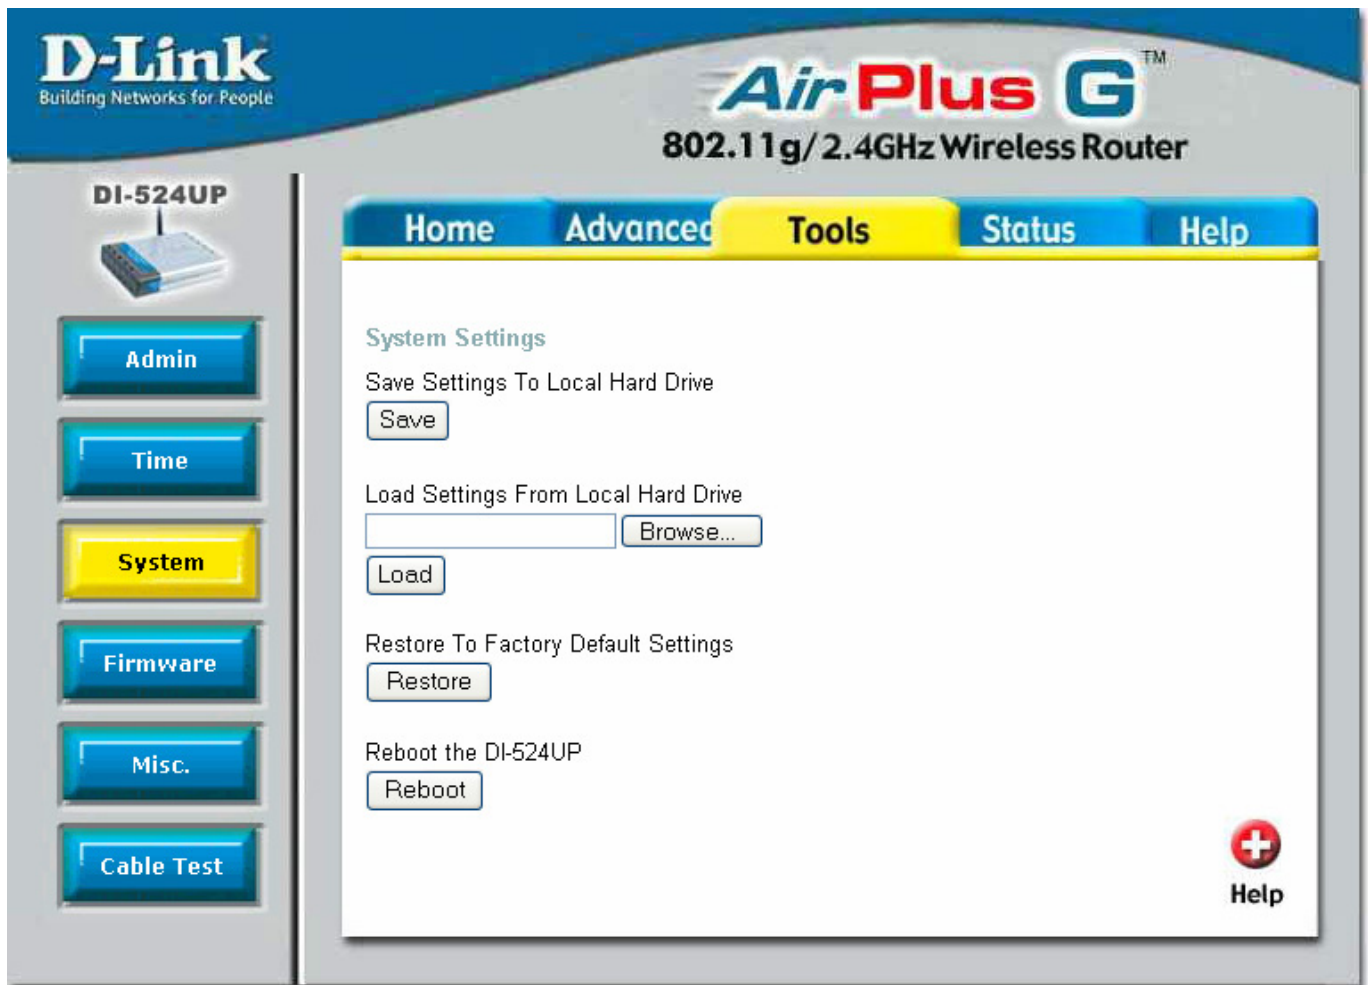 D-Link
Building Networks for People
AirPlus G™
802.11g/2.4GHz Wireless Router
DI-524UP
Home Advanced Tools Status Help
Admin
Time
System
Firmware
Misc.
Cable Test
System Settings
Save Settings To Local Hard Drive
Save
Load Settings From Local Hard Drive
Browse...
Load
Restore To Factory Default Settings
Restore
Reboot the DI-524UP
Reboot
Help